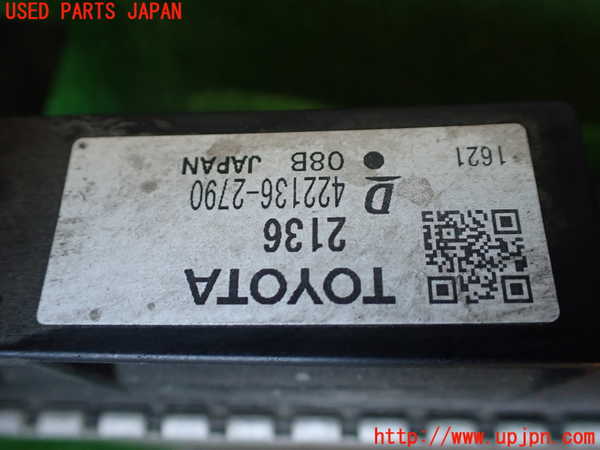 USED PARTS JAPAN
TOYOTA
2136
D 422136-2790
08B JAPAN
1621
http://www.upjpn.com/